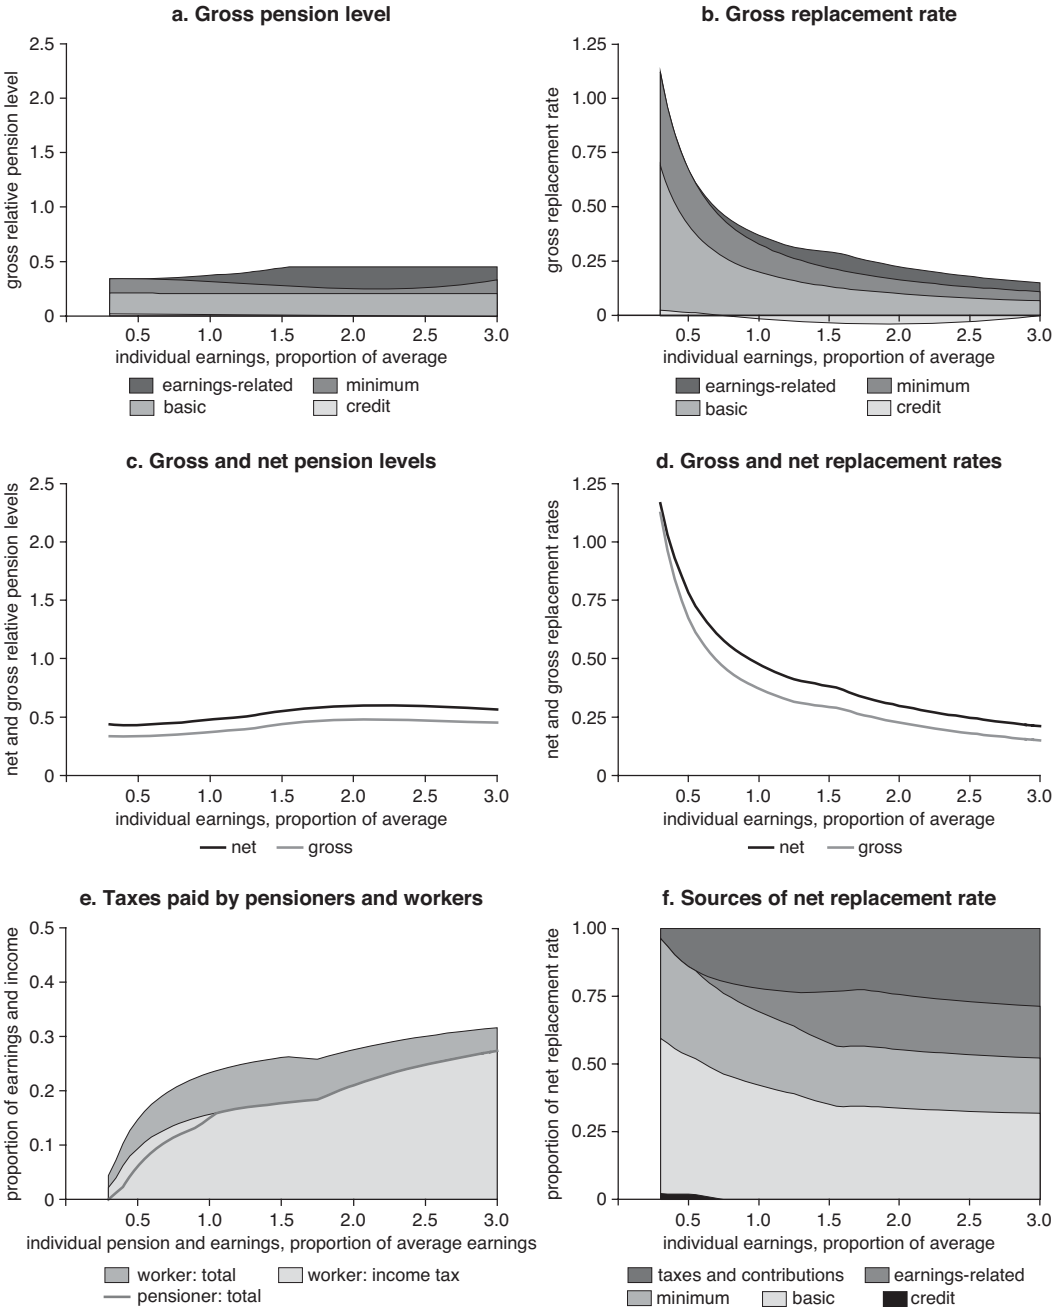 a. Gross pension level
gross relative pension level
2.5
2.0
1.5
1.0
0.5
0
0.5 1.0 1.5 2.0 2.5 3.0
individual earnings, proportion of average
earnings-related minimum
basic credit
b. Gross replacement rate
gross replacement rate
1.25
1.00
0.75
0.50
0.25
0
0.5 1.0 1.5 2.0 2.5 3.0
individual earnings, proportion of average
earnings-related minimum
basic credit
c. Gross and net pension levels
net and gross relative pension levels
2.5
2.0
1.5
1.0
0.5
0
0.5 1.0 1.5 2.0 2.5 3.0
individual earnings, proportion of average
net gross
d. Gross and net replacement rates
net and gross replacement rates
1.25
1.00
0.75
0.50
0.25
0
0.5 1.0 1.5 2.0 2.5 3.0
individual earnings, proportion of average
net gross
e. Taxes paid by pensioners and workers
proportion of earnings and income
0.5
0.4
0.3
0.2
0.1
0
0.5 1.0 1.5 2.0 2.5 3.0
individual pension and earnings, proportion of average earnings
worker: total worker: income tax
pensioner: total
f. Sources of net replacement rate
proportion of net replacement rate
1.00
0.75
0.50
0.25
0
0.5 1.0 1.5 2.0 2.5 3.0
individual earnings, proportion of average
taxes and contributions earnings-related
minimum basic credit